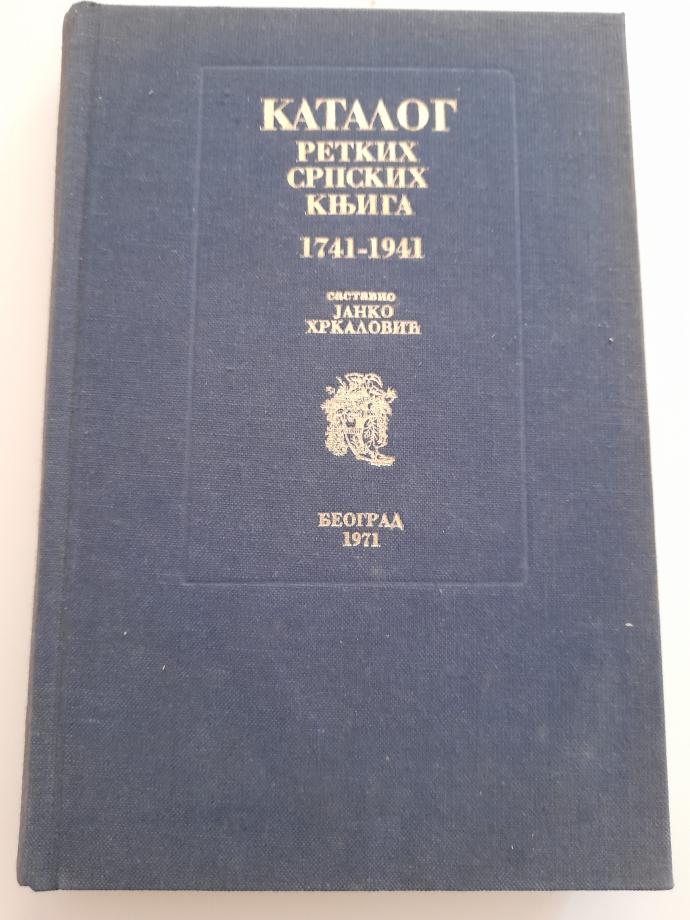 КАТАЛОГ
РЕТКИХ
СРПСКИХ
КЊИГА
1741-1941
саставио
ЈАНКО
ХРКАЛОВИЋ
БЕОГРАД
1971